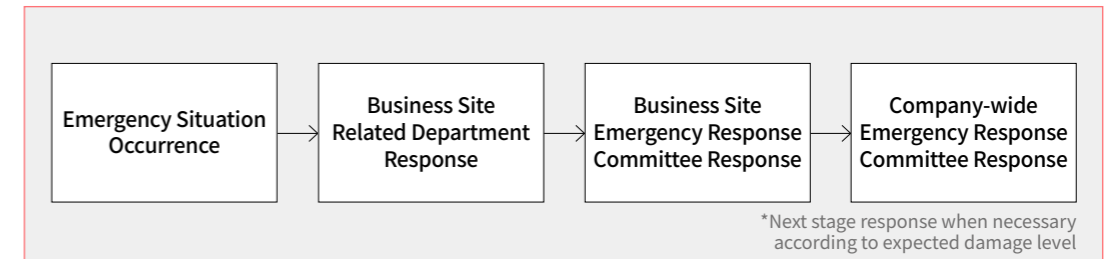 Emergency Situation
Occurrence
Business Site
Related Department
Response
Business Site
Emergency Response
Committee Response
Company-wide
Emergency Response
Committee Response
*Next stage response when necessary
according to expected damage level